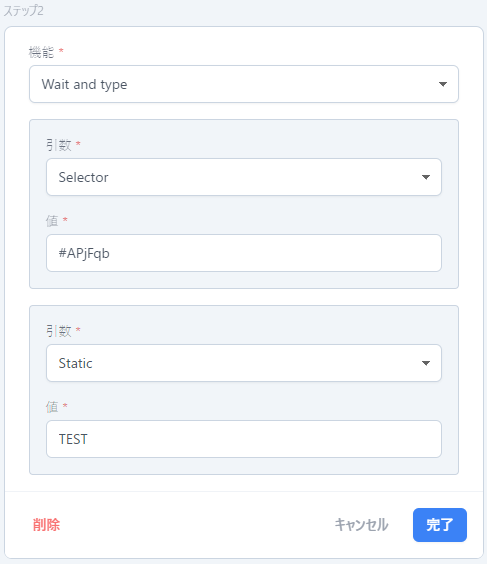 ステップ2
機能 *
Wait and type
引数 *
Selector
値 *
#APjFqb
引数 *
Static
値 *
TEST
削除
キャンセル
完了